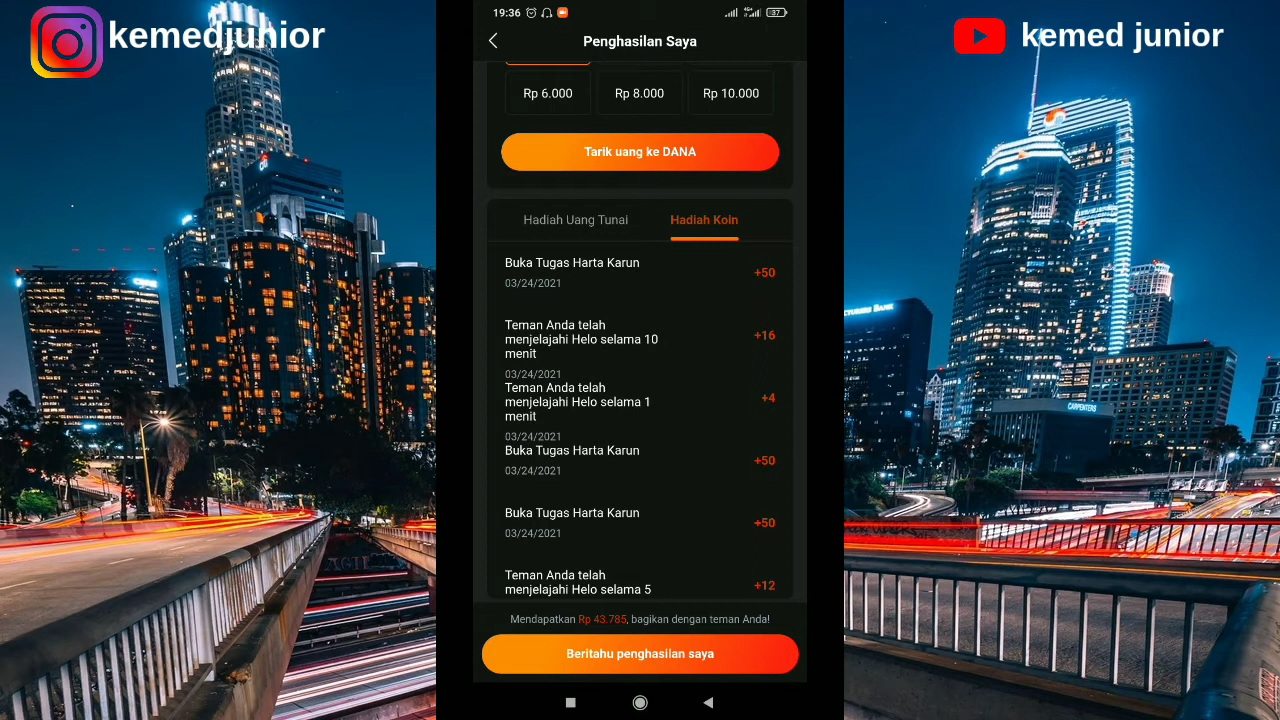 kemedjunior
kemed junior
19:36
4G+
37
Penghasilan Saya
Rp 6.000
Rp 8.000
Rp 10.000
Tarik uang ke DANA
Hadiah Uang Tunai
Hadiah Koin
Buka Tugas Harta Karun
+50
03/24/2021
Teman Anda telah
menjelajahi Helo selama 10
menit
+16
03/24/2021
Teman Anda telah
menjelajahi Helo selama 1
menit
+4
03/24/2021
Buka Tugas Harta Karun
+50
03/24/2021
Buka Tugas Harta Karun
+50
03/24/2021
Teman Anda telah
menjelajahi Helo selama 5
+12
Mendapatkan Rp 43.785, bagikan dengan teman Anda!
Beritahu penghasilan saya
CARPENTERS